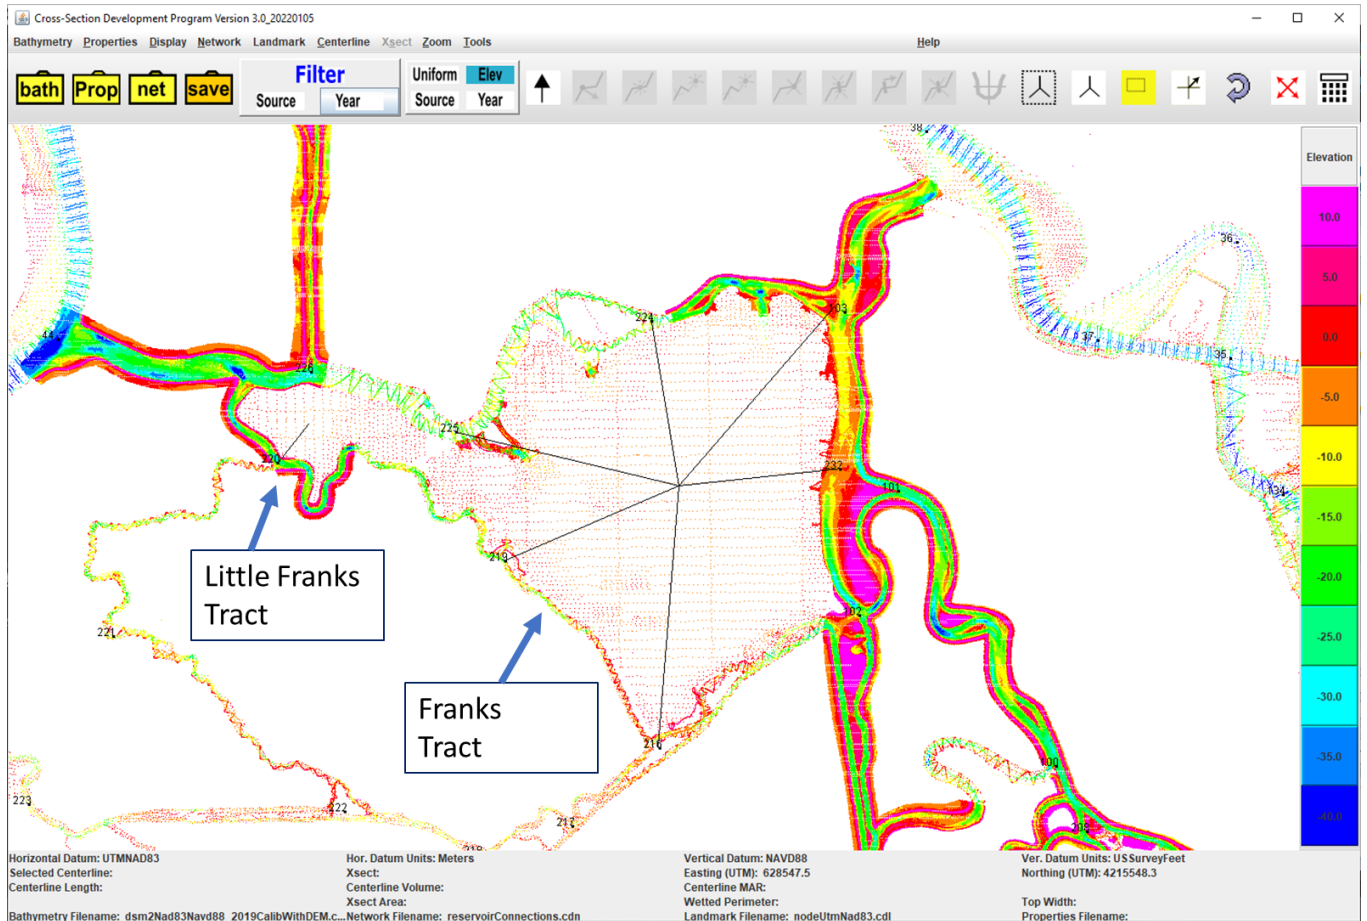 Cross-Section Development Program Version 3.0_20220105
Bathymetry Properties Display Network Landmark Centerline Xsect Zoom Tools Help
bath Prop net save
Filter
Source Year
Uniform Elev
Source Year
Elevation
10.0
5.0
0.0
-5.0
-10.0
-15.0
-20.0
-25.0
-30.0
-35.0
-40.0
38
36
37
35
34
44
226
224
103
225
220
232
101
213
102
221
216
100
223
222
217
218
208
Little Franks
Tract
Franks
Tract
Horizontal Datum: UTMNAD83 Hor. Datum Units: Meters Vertical Datum: NAVD88 Ver. Datum Units: USSurveyFeet
Selected Centerline: Xsect: Easting (UTM): 628547.5 Northing (UTM): 4215548.3
Centerline Length: Centerline Volume: Centerline MAR:
Xsect Area: Wetted Perimeter: Top Width:
Bathymetry Filename: dsm2Nad83Navd88_2019CalibWithDEM.c... Network Filename: reservoirConnections.cdn Landmark Filename: nodeUtmNad83.cdl Properties Filename: